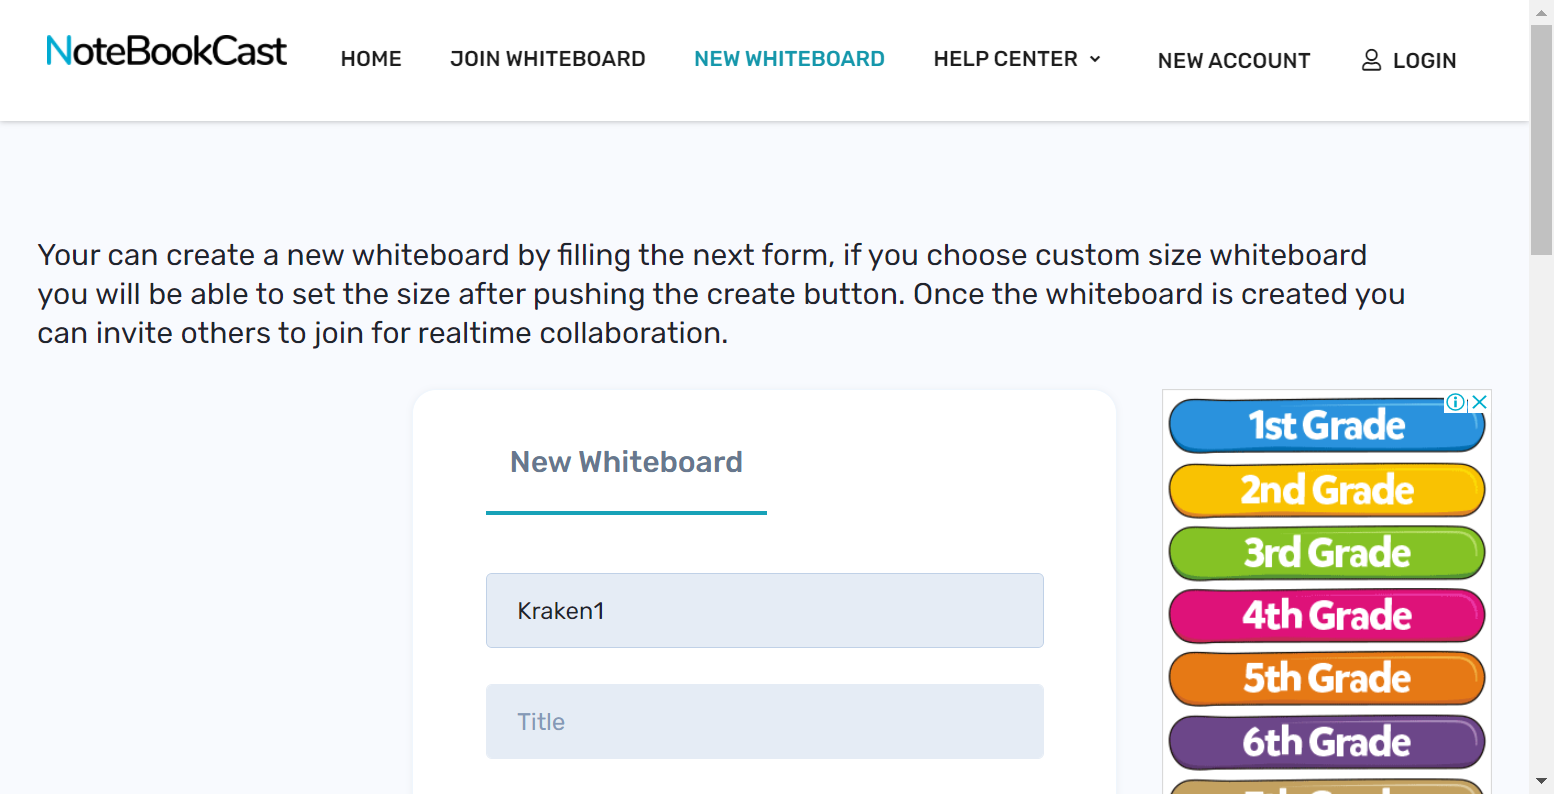 NoteBookCast
HOME
JOIN WHITEBOARD
NEW WHITEBOARD
HELP CENTER
NEW ACCOUNT
LOGIN
Your can create a new whiteboard by filling the next form, if you choose custom size whiteboard
you will be able to set the size after pushing the create button. Once the whiteboard is created you
can invite others to join for realtime collaboration.
New Whiteboard
Kraken1
Title
1st Grade
2nd Grade
3rd Grade
4th Grade
5th Grade
6th Grade